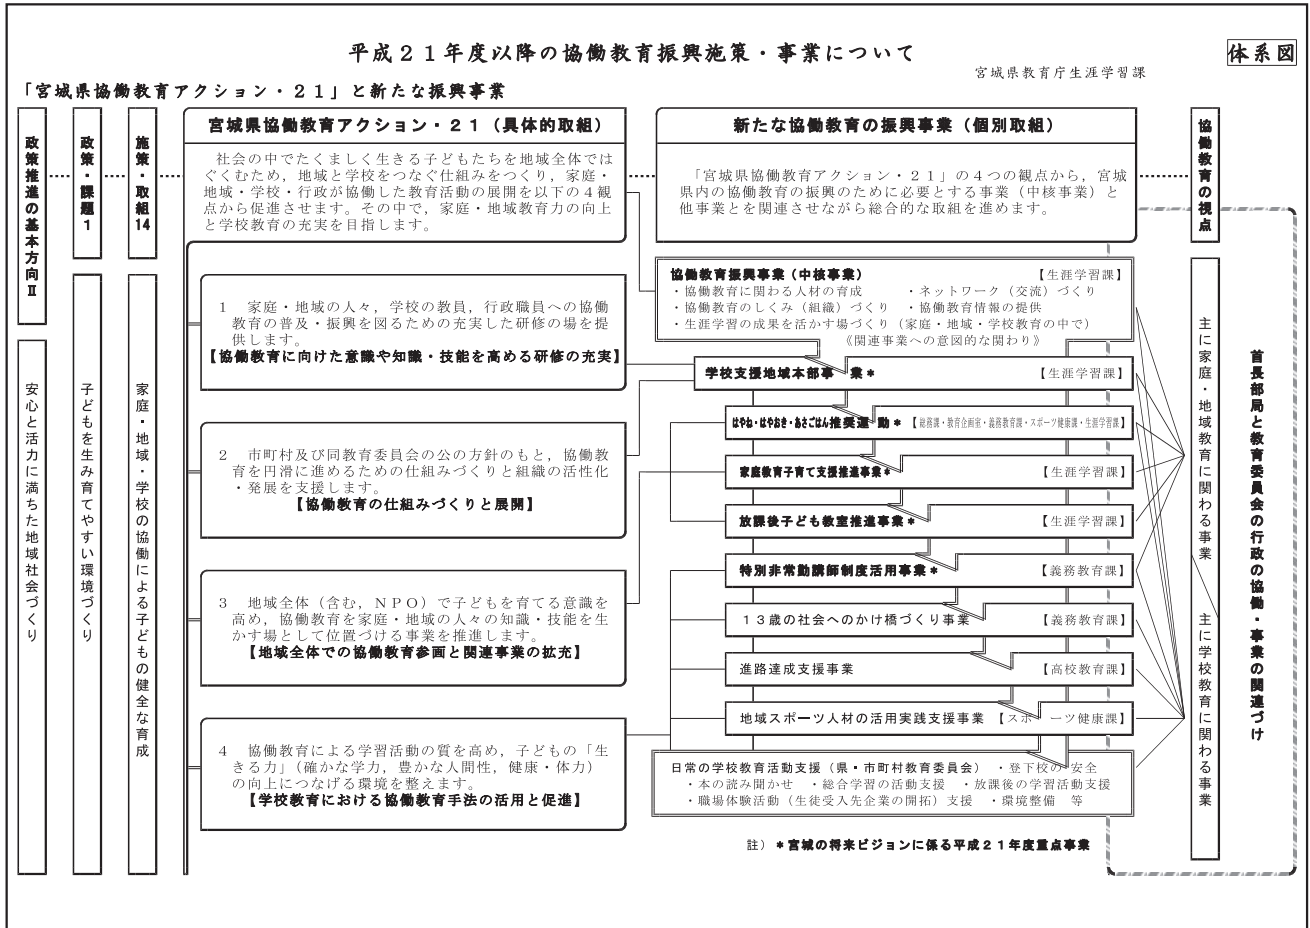 平成２１年度以降の協働教育振興施策・事業について
体系図
宮城県教育庁生涯学習課
「宮城県協働教育アクション・２１」と新たな振興事業
政策推進の基本方向Ⅱ
安心と活力に満ちた地域社会づくり
政策・課題1
子どもを生み育てやすい環境づくり
施策・取組14
家庭・地域・学校の協働による子どもの健全な育成
宮城県協働教育アクション・２１（具体的取組）
社会の中でたくましく生きる子どもたちを地域全体では
ぐくむため，地域と学校をつなぐ仕組みをつくり，家庭・
地域・学校・行政が協働した教育活動の展開を以下の４観
点から促進させます。その中で，家庭・地域教育力の向上
と学校教育の充実を目指します。
１　家庭・地域の人々，学校の教員，行政職員への協働
教育の普及・振興を図るための充実した研修の場を提
供します。
【協働教育に向けた意識や知識・技能を高める研修の充実】
２　市町村及び同教育委員会の公の方針のもと，協働教
育を円滑に進めるための仕組みづくりと組織の活性化
・発展を支援します。
【協働教育の仕組みづくりと展開】
３　地域全体（含む，ＮＰＯ）で子どもを育てる意識を
高め，協働教育を家庭・地域の人々の知識・技能を生
かす場として位置づける事業を推進します。
【地域全体での協働教育参画と関連事業の拡充】
４　協働教育による学習活動の質を高め，子どもの「生
きる力」（確かな学力，豊かな人間性，健康・体力）
の向上につなげる環境を整えます。
【学校教育における協働教育手法の活用と促進】
新たな協働教育の振興事業（個別取組）
「宮城県協働教育アクション・２１」の４つの観点から，宮城
県内の協働教育の振興のために必要とする事業（中核事業）と
他事業とを関連させながら総合的な取組を進めます。
協働教育振興事業（中核事業）　【生涯学習課】
・協働教育に関わる人材の育成　・ネットワーク（交流）づくり
・協働教育のしくみ（組織）づくり　・協働教育情報の提供
・生涯学習の成果を活かす場づくり（家庭・地域・学校教育の中で）
《関連事業への意図的な関わり》
学校支援地域本部事　業＊　【生涯学習課】
はやね・はやおき・あさごはん推奨運　動＊【総務課・教育企画室・義務教育課・スポーツ健康課・生涯学習課】
家庭教育子育て支援推進事業＊　【生涯学習課】
放課後子ども教室推進事業＊　【生涯学習課】
特別非常勤講師制度活用事業＊　【義務教育課】
１３歳の社会へのかけ橋づくり事業　【義務教育課】
進路達成支援事業　【高校教育課】
地域スポーツ人材の活用実践支援事業　【スポ　ーツ健康課】
日常の学校教育活動支援（県・市町村教育委員会）　・登下校の　安全
・本の読み聞かせ　・総合学習の活動支援　・放課後の学習活動支援
・職場体験活動（生徒受入先企業の開拓）支援　・環境整備　等
註）＊宮城の将来ビジョンに係る平成２１年度重点事業
協働教育の視点
主に家庭・地域教育に関わる事業
主に学校教育に関わる事業
首長部局と教育委員会の行政の協働・事業の関連づけ